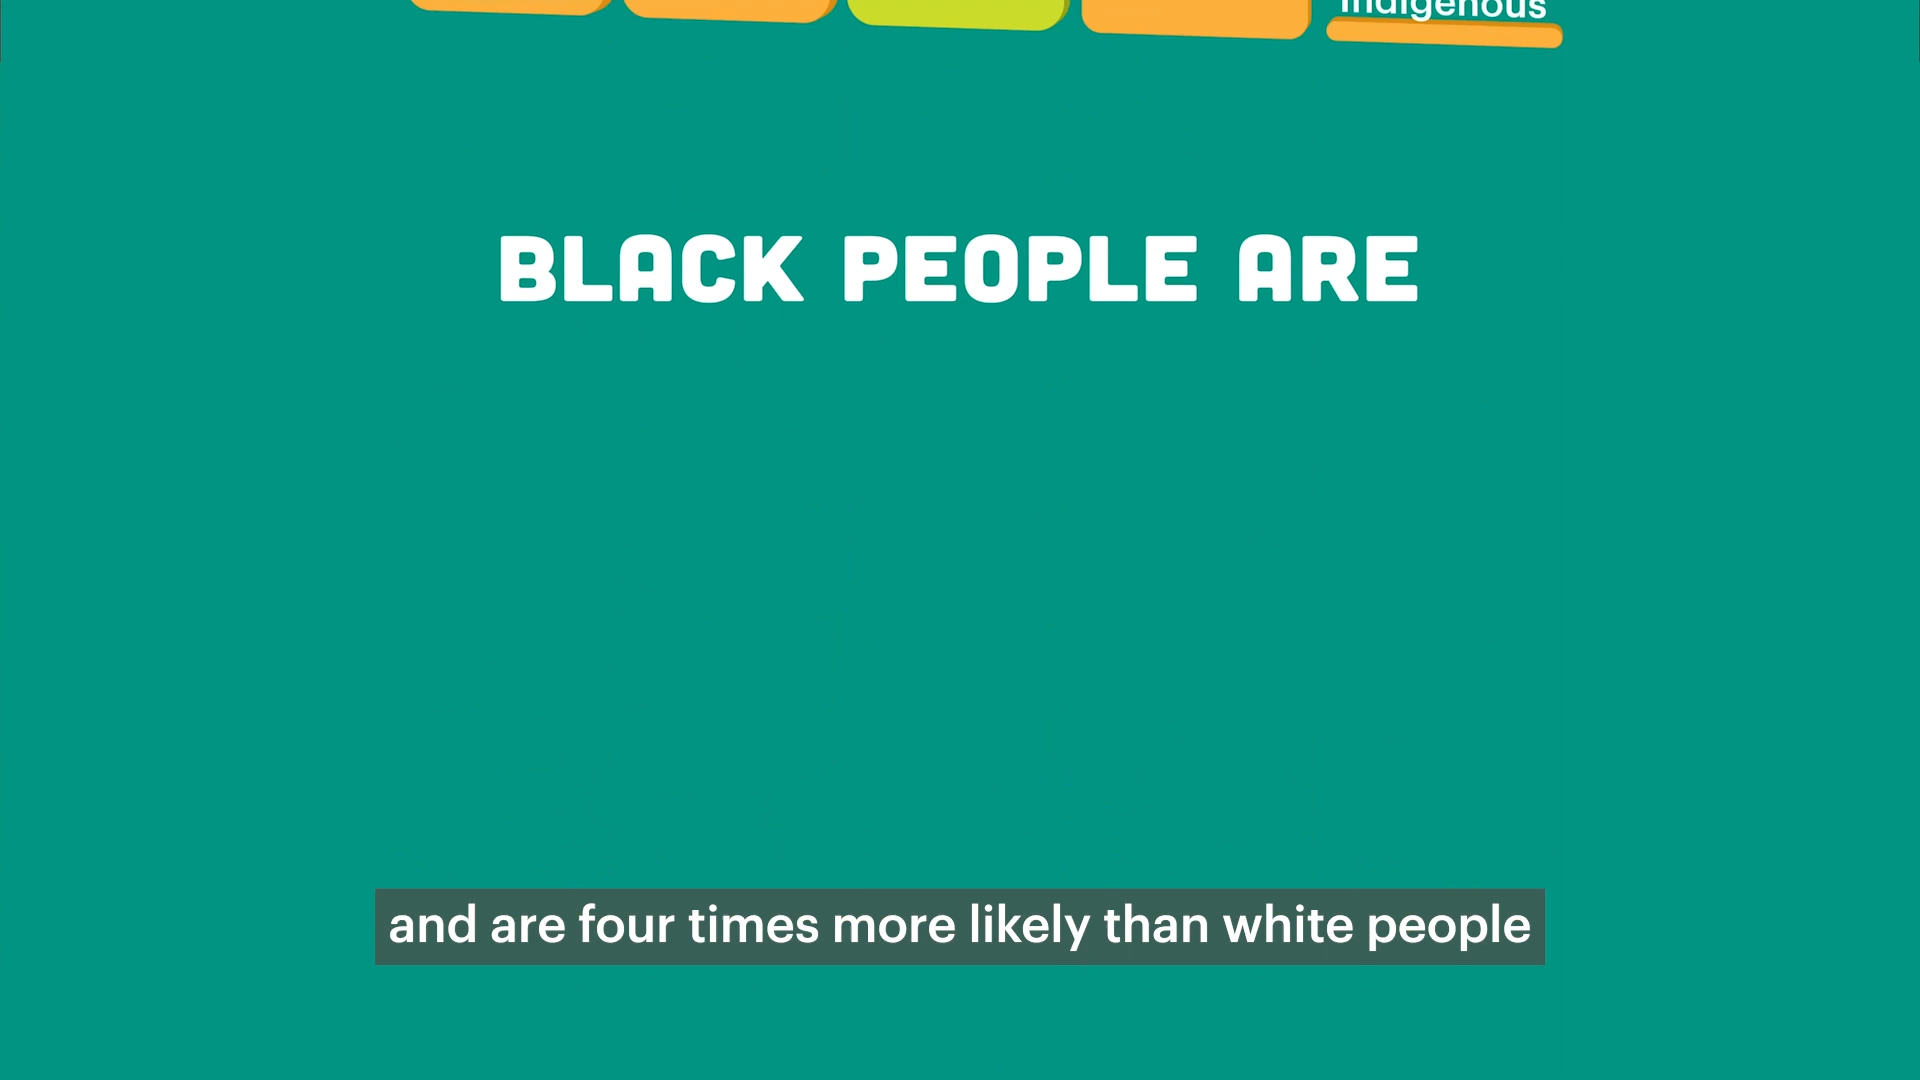 Indigenous
BLACK PEOPLE ARE
and are four times more likely than white people